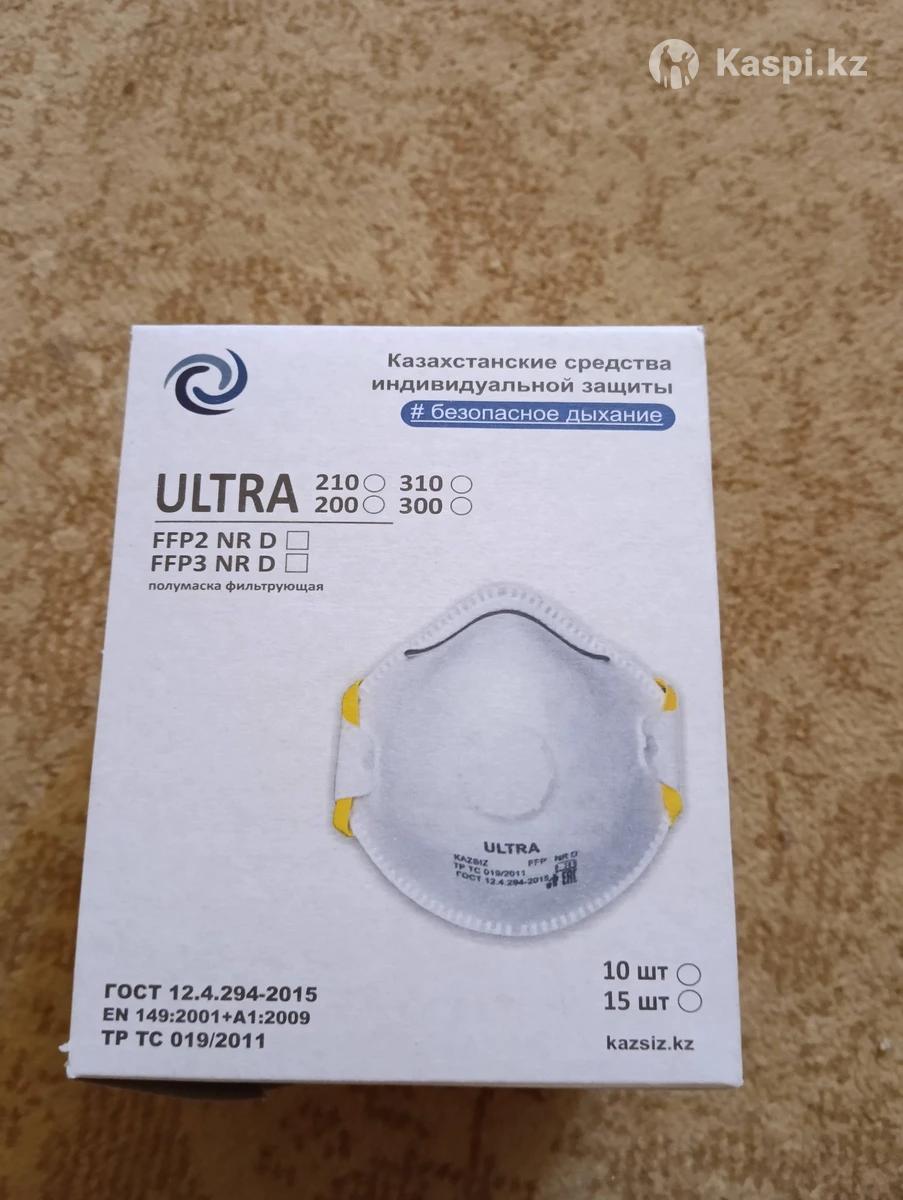 Kaspi.kz
Казахстанские средства
индивидуальной защиты
# безопасное дыхание
ULTRA 210 310
200 300
FFP2 NR D
FFP3 NR D
полумаска фильтрующая
ULTRA
KAZSIZ FFP NR D
ТР ТС 019/2011
ГОСТ 12.4.294-2015
EAC
10 шт
15 шт
ГОСТ 12.4.294-2015
EN 149:2001+A1:2009
ТР ТС 019/2011
kazsiz.kz